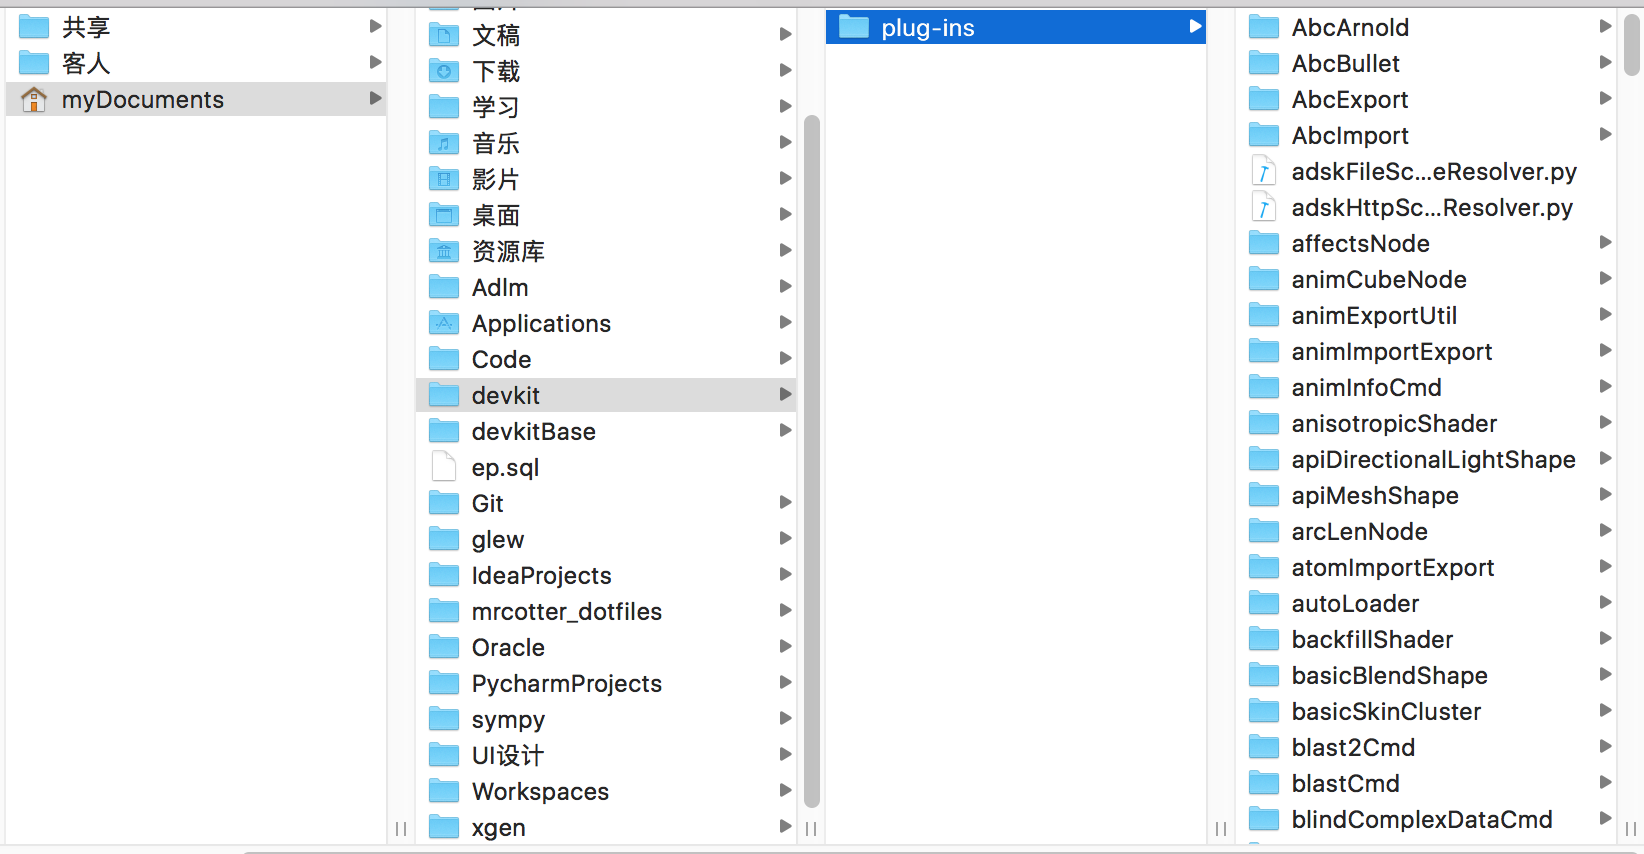 共享
客人
myDocuments
文稿
下载
学习
音乐
影片
桌面
资源库
Adlm
Applications
Code
devkit
devkitBase
ep.sql
Git
glew
IdeaProjects
mrcotter_dotfiles
Oracle
PycharmProjects
sympy
UI设计
Workspaces
xgen
plug-ins
AbcArnold
AbcBullet
AbcExport
AbcImport
adskFileSc...eResolver.py
adskHttpSc...Resolver.py
affectsNode
animCubeNode
animExportUtil
animImportExport
animInfoCmd
anisotropicShader
apiDirectionalLightShape
apiMeshShape
arcLenNode
atomImportExport
autoLoader
backfillShader
basicBlendShape
basicSkinCluster
blast2Cmd
blastCmd
blindComplexDataCmd